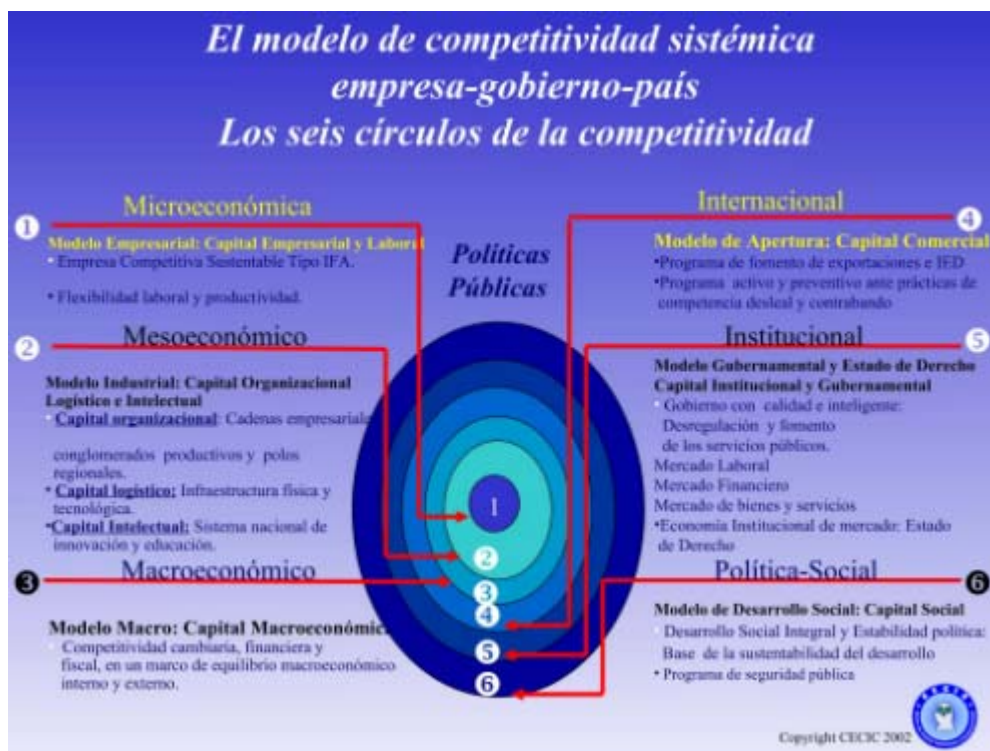 El modelo de competitividad sistémica
empresa-gobierno-país
Los seis círculos de la competitividad
Microeconómica
1
Modelo Empresarial: Capital Empresarial y Laboral
• Empresa Competitiva Sustentable Tipo IFA.
• Flexibilidad laboral y productividad.
Mesoeconómico
2
Modelo Industrial: Capital Organizacional
Logístico e Intelectual
• Capital organizacional: Cadenas empresariales
conglomerados productivos y polos
regionales.
• Capital logístico: Infraestructura física y
tecnológica.
•Capital Intelectual: Sistema nacional de
innovación y educación.
Macroeconómico
3
Modelo Macro: Capital Macroeconómico
Competitividad cambiaria, financiera y
fiscal, en un marco de equilibrio macroeconómico
interno y externo.
Políticas
Públicas
1
2
3
4
5
6
Internacional
4
Modelo de Apertura: Capital Comercial
•Programa de fomento de exportaciones e IED
•Programa activo y preventivo ante prácticas de
competencia desleal y contrabando
Institucional
5
Modelo Gubernamental y Estado de Derecho
Capital Institucional y Gubernamental
• Gobierno con calidad e inteligente:
Desregulación y fomento
de los servicios públicos.
Mercado Laboral
Mercado Financiero
Mercado de bienes y servicios
•Economía Institucional de mercado: Estado
de Derecho
Política-Social
6
Modelo de Desarrollo Social: Capital Social
Desarrollo Social Integral y Estabilidad política:
Base de la sustentabilidad del desarrollo
• Programa de seguridad pública
Copyright CECIC 2002